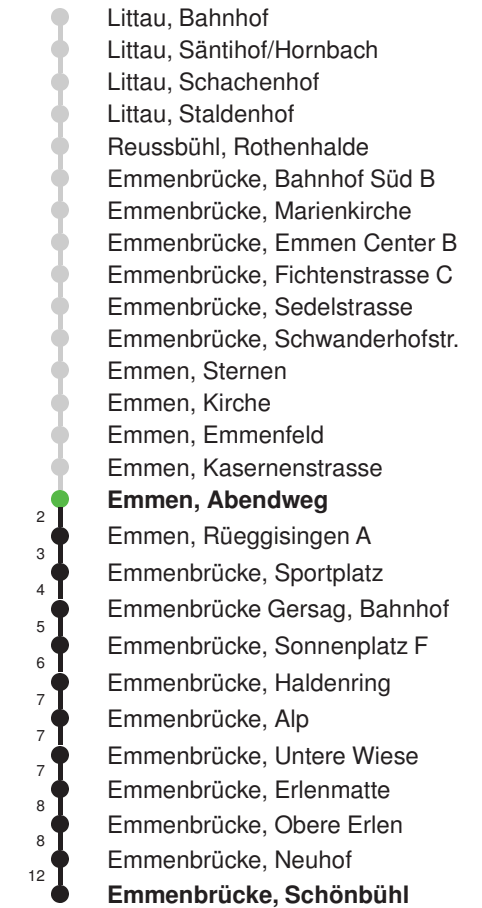 Littau, Bahnhof
Littau, Säntihof/Hornbach
Littau, Schachenhof
Littau, Staldenhof
Reussbühl, Rothenhalde
Emmenbrücke, Bahnhof Süd B
Emmenbrücke, Marienkirche
Emmenbrücke, Emmen Center B
Emmenbrücke, Fichtenstrasse C
Emmenbrücke, Sedelstrasse
Emmenbrücke, Schwanderhofstr.
Emmen, Sternen
Emmen, Kirche
Emmen, Emmenfeld
Emmen, Kasernenstrasse
Emmen, Abendweg
2
Emmen, Rüeggisingen A
3
Emmenbrücke, Sportplatz
4
Emmenbrücke Gersag, Bahnhof
5
Emmenbrücke, Sonnenplatz F
6
Emmenbrücke, Haldenring
7
Emmenbrücke, Alp
7
Emmenbrücke, Untere Wiese
7
Emmenbrücke, Erlenmatte
8
Emmenbrücke, Obere Erlen
8
Emmenbrücke, Neuhof
12
Emmenbrücke, Schönbühl